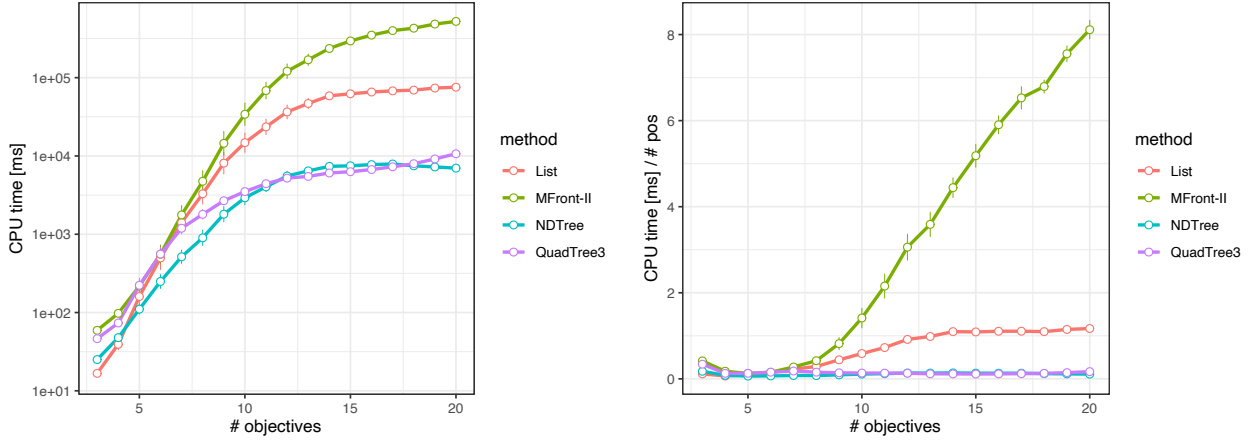 CPU time [ms]
1e+05
1e+04
1e+03
1e+02
1e+01
5
10
15
20
# objectives
method
List
MFront-II
NDTree
QuadTree3
CPU time [ms] / # pos
8
6
4
2
0
5
10
15
20
# objectives
method
List
MFront-II
NDTree
QuadTree3